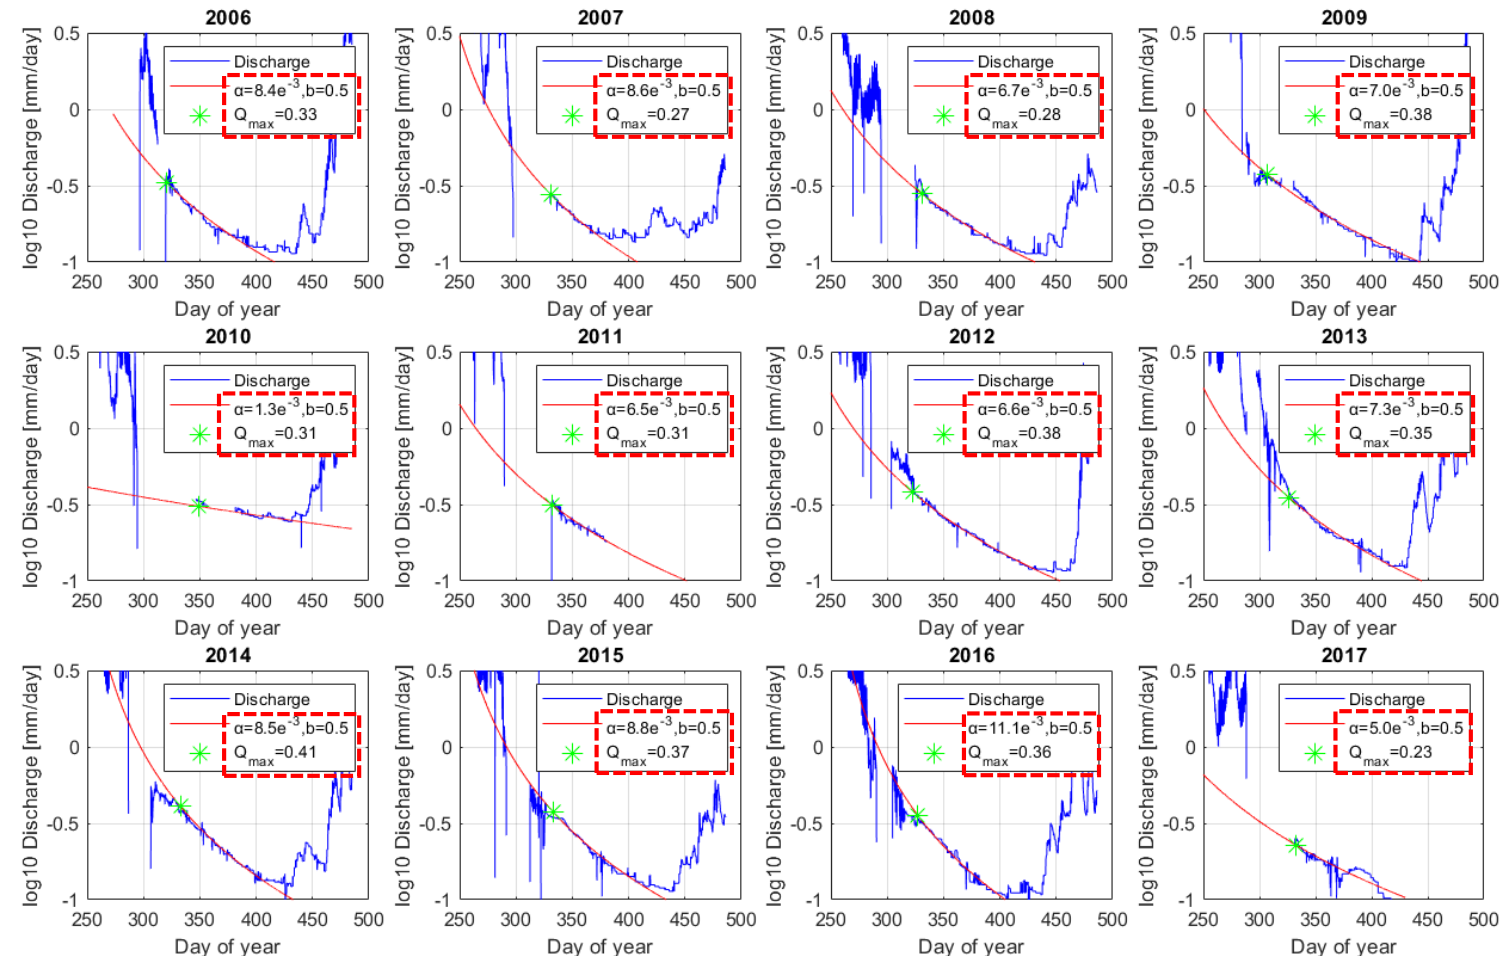 2006
0.5
0
-0.5
-1
250 300 350 400 450 500
log10 Discharge [mm/day]
Day of year
Discharge
α=8.4e-3,b=0.5
Qmax=0.33
2007
0.5
0
-0.5
-1
250 300 350 400 450 500
log10 Discharge [mm/day]
Day of year
Discharge
α=8.6e-3,b=0.5
Qmax=0.27
2008
0.5
0
-0.5
-1
250 300 350 400 450 500
log10 Discharge [mm/day]
Day of year
Discharge
α=6.7e-3,b=0.5
Qmax=0.28
2009
0.5
0
-0.5
-1
250 300 350 400 450 500
log10 Discharge [mm/day]
Day of year
Discharge
α=7.0e-3,b=0.5
Qmax=0.38
2010
0.5
0
-0.5
-1
250 300 350 400 450 500
log10 Discharge [mm/day]
Day of year
Discharge
α=1.3e-3,b=0.5
Qmax=0.31
2011
0.5
0
-0.5
-1
250 300 350 400 450 500
log10 Discharge [mm/day]
Day of year
Discharge
α=6.5e-3,b=0.5
Qmax=0.31
2012
0.5
0
-0.5
-1
250 300 350 400 450 500
log10 Discharge [mm/day]
Day of year
Discharge
α=6.6e-3,b=0.5
Qmax=0.38
2013
0.5
0
-0.5
-1
250 300 350 400 450 500
log10 Discharge [mm/day]
Day of year
Discharge
α=7.3e-3,b=0.5
Qmax=0.35
2014
0.5
0
-0.5
-1
250 300 350 400 450 500
log10 Discharge [mm/day]
Day of year
Discharge
α=8.5e-3,b=0.5
Qmax=0.41
2015
0.5
0
-0.5
-1
250 300 350 400 450 500
log10 Discharge [mm/day]
Day of year
Discharge
α=8.8e-3,b=0.5
Qmax=0.37
2016
0.5
0
-0.5
-1
250 300 350 400 450 500
log10 Discharge [mm/day]
Day of year
Discharge
α=11.1e-3,b=0.5
Qmax=0.36
2017
0.5
0
-0.5
-1
250 300 350 400 450 500
log10 Discharge [mm/day]
Day of year
Discharge
α=5.0e-3,b=0.5
Qmax=0.23